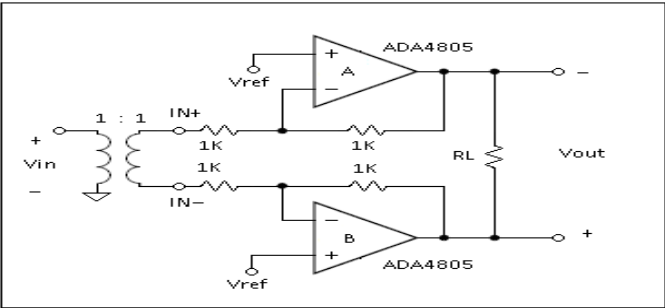 ADA4805
+
A
Vref
−
−
1 : 1
IN+
1K
1K
+
Vin
−
1K
1K
RL
Vout
IN−
−
B
+
+
ADA4805
Vref